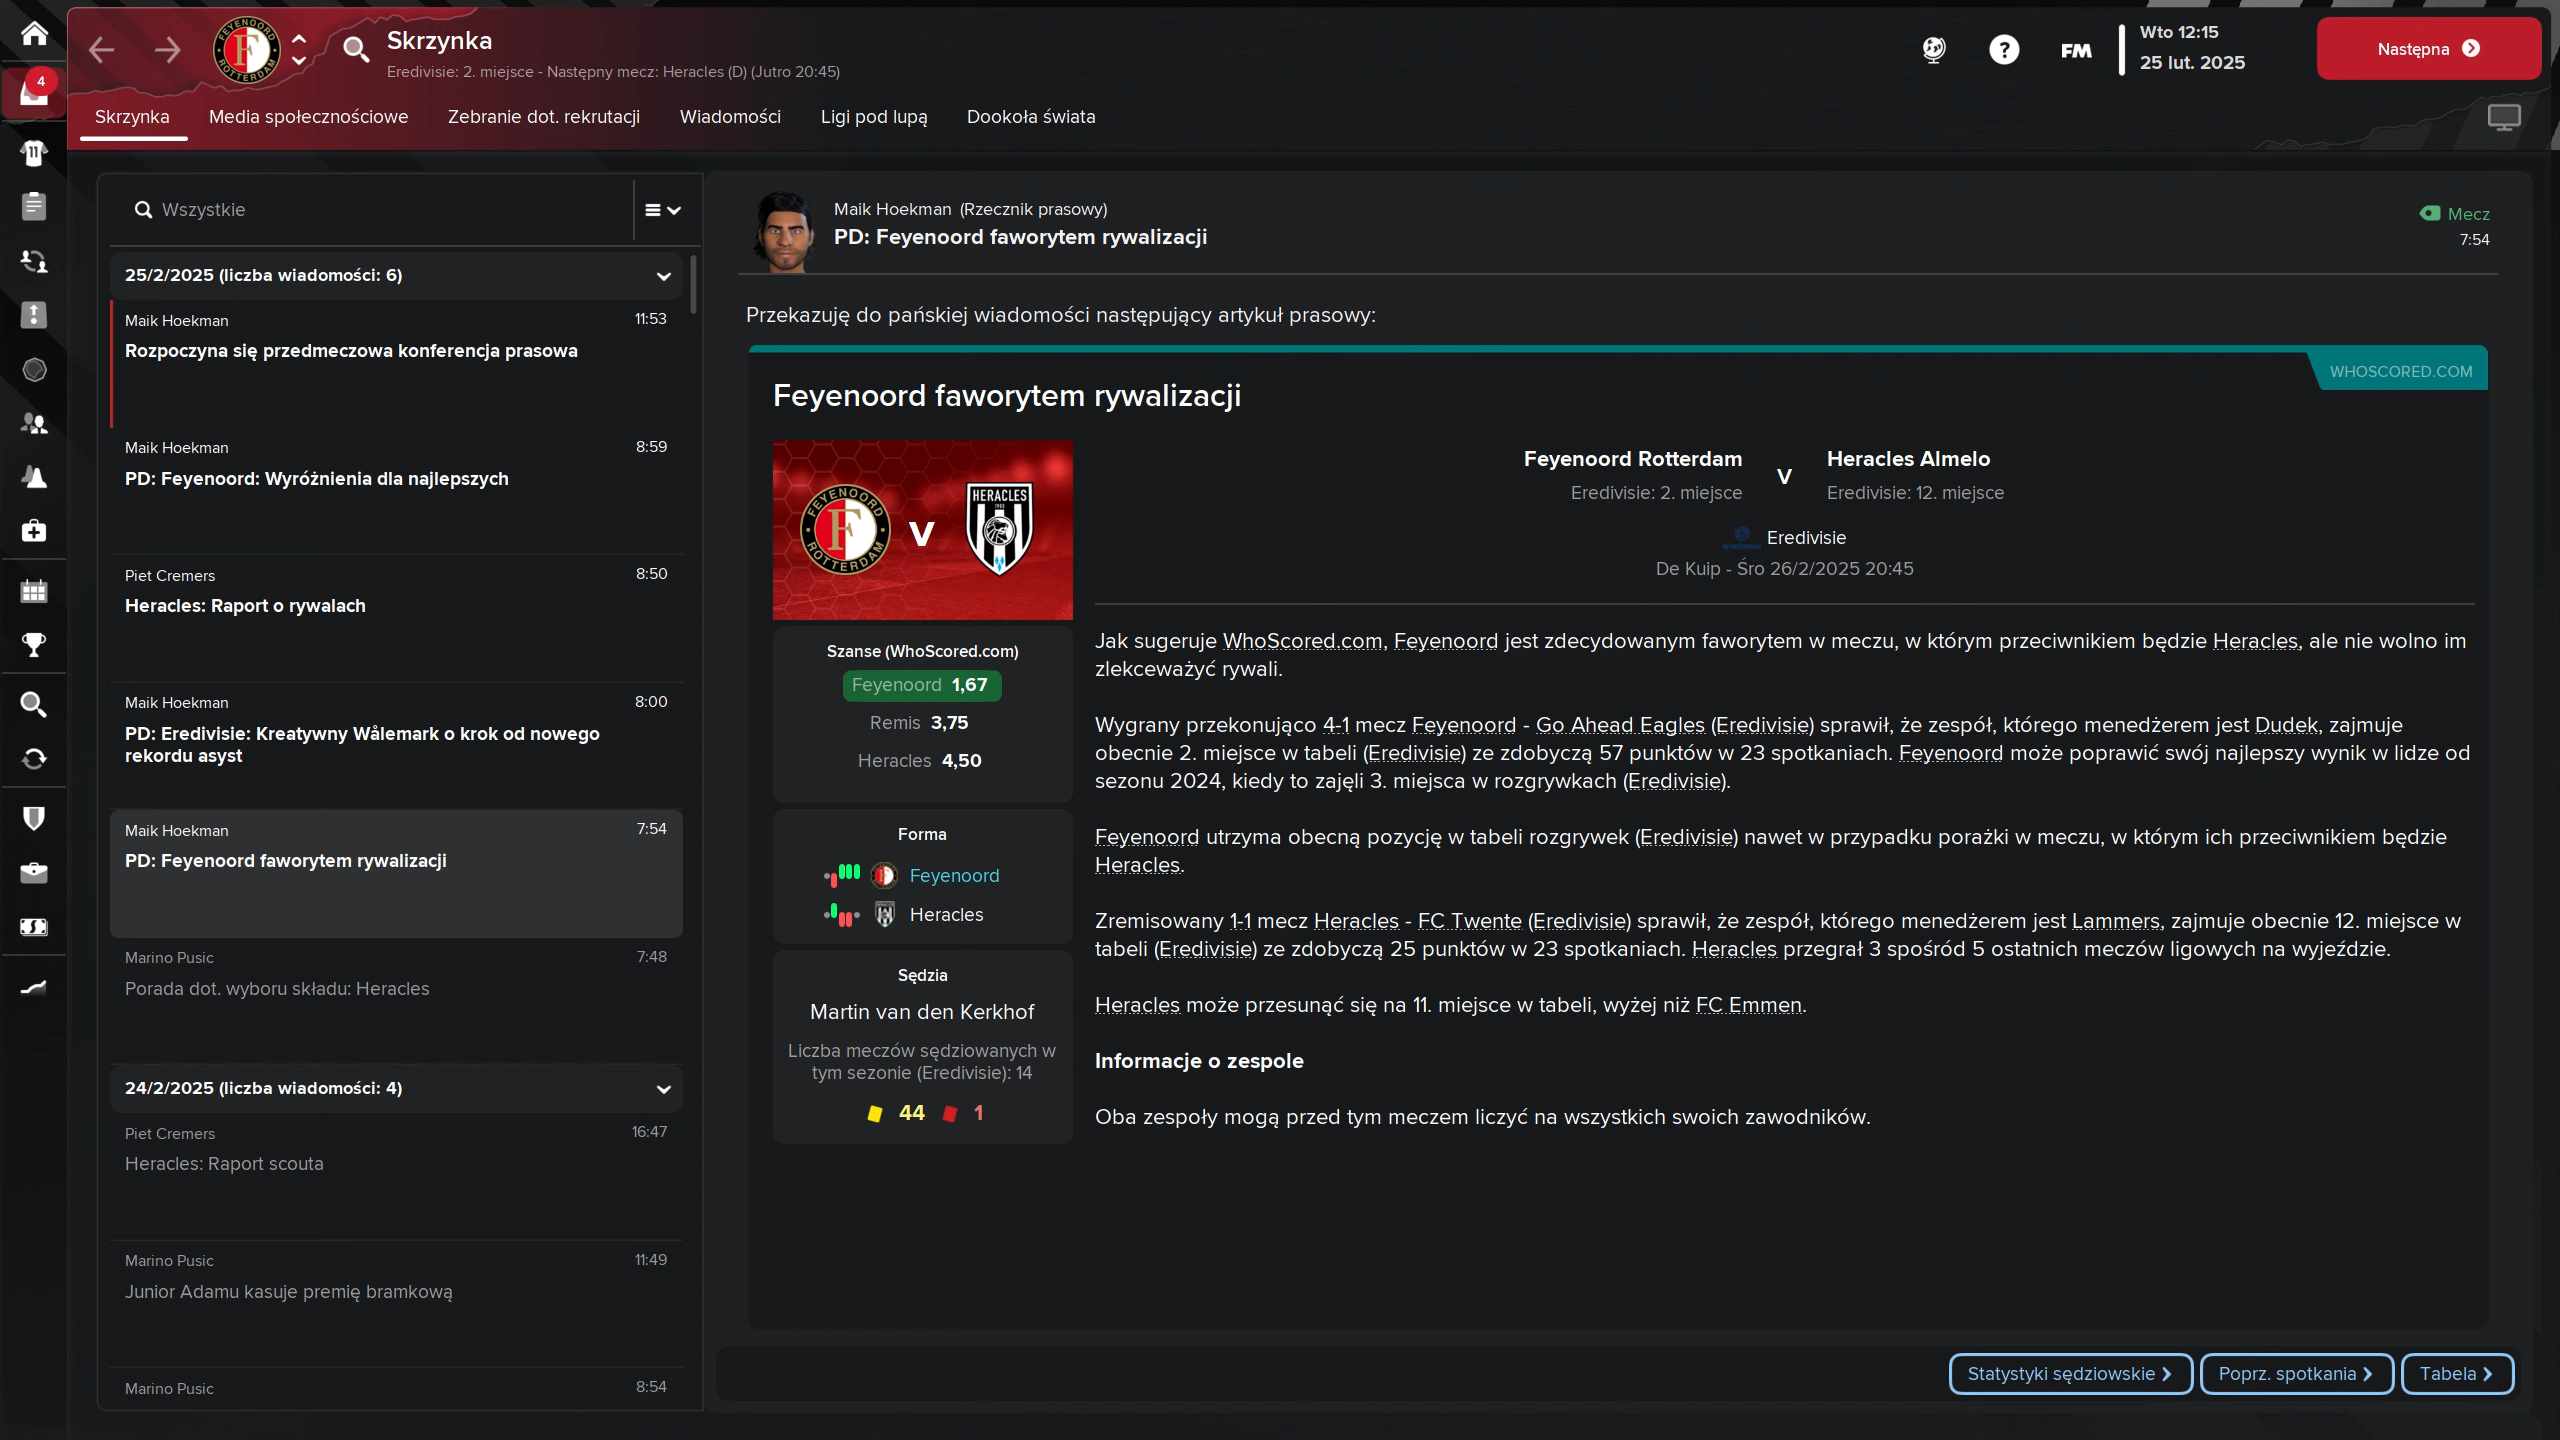 Skrzynka
Eredivisie: 2. miejsce - Następny mecz: Heracles (D) (Jutro 20:45)
FM
Wto 12:15
25 lut. 2025
Następna
4
Skrzynka
Media społecznościowe
Zebranie dot. rekrutacji
Wiadomości
Ligi pod lupą
Dookoła świata
11
Wszystkie
25/2/2025 (liczba wiadomości: 6)
Maik Hoekman
11:53
Rozpoczyna się przedmeczowa konferencja prasowa
Maik Hoekman
8:59
PD: Feyenoord: Wyróżnienia dla najlepszych
Piet Cremers
8:50
Heracles: Raport o rywalach
Maik Hoekman
8:00
PD: Eredivisie: Kreatywny Wålemark o krok od nowego
rekordu asyst
Maik Hoekman
7:54
PD: Feyenoord faworytem rywalizacji
Marino Pusic
7:48
Porada dot. wyboru składu: Heracles
24/2/2025 (liczba wiadomości: 4)
Piet Cremers
16:47
Heracles: Raport scouta
Marino Pusic
11:49
Junior Adamu kasuje premię bramkową
Marino Pusic
8:54
Maik Hoekman (Rzecznik prasowy)
PD: Feyenoord faworytem rywalizacji
Mecz
7:54
Przekazuję do pańskiej wiadomości następujący artykuł prasowy:
WHOSCORED.COM
Feyenoord faworytem rywalizacji
FEYENOORD
ROTTERDAM
V
HERACLES
Feyenoord Rotterdam
Eredivisie: 2. miejsce
V
Heracles Almelo
Eredivisie: 12. miejsce
Eredivisie
De Kuip - Śro 26/2/2025 20:45
Szanse (WhoScored.com)
Feyenoord 1,67
Remis 3,75
Heracles 4,50
Forma
Feyenoord
Heracles
Sędzia
Martin van den Kerkhof
Liczba meczów sędziowanych w
tym sezonie (Eredivisie): 14
44 1
Jak sugeruje WhoScored.com, Feyenoord jest zdecydowanym faworytem w meczu, w którym przeciwnikiem będzie Heracles, ale nie wolno im
zlekceważyć rywali.
Wygrany przekonująco 4-1 mecz Feyenoord - Go Ahead Eagles (Eredivisie) sprawił, że zespół, którego menedżerem jest Dudek, zajmuje
obecnie 2. miejsce w tabeli (Eredivisie) ze zdobyczą 57 punktów w 23 spotkaniach. Feyenoord może poprawić swój najlepszy wynik w lidze od
sezonu 2024, kiedy to zajęli 3. miejsca w rozgrywkach (Eredivisie).
Feyenoord utrzyma obecną pozycję w tabeli rozgrywek (Eredivisie) nawet w przypadku porażki w meczu, w którym ich przeciwnikiem będzie
Heracles.
Zremisowany 1-1 mecz Heracles - FC Twente (Eredivisie) sprawił, że zespół, którego menedżerem jest Lammers, zajmuje obecnie 12. miejsce w
tabeli (Eredivisie) ze zdobyczą 25 punktów w 23 spotkaniach. Heracles przegrał 3 spośród 5 ostatnich meczów ligowych na wyjeździe.
Heracles może przesunąć się na 11. miejsce w tabeli, wyżej niż FC Emmen.
Informacje o zespole
Oba zespoły mogą przed tym meczem liczyć na wszystkich swoich zawodników.
Statystyki sędziowskie
Poprz. spotkania
Tabela